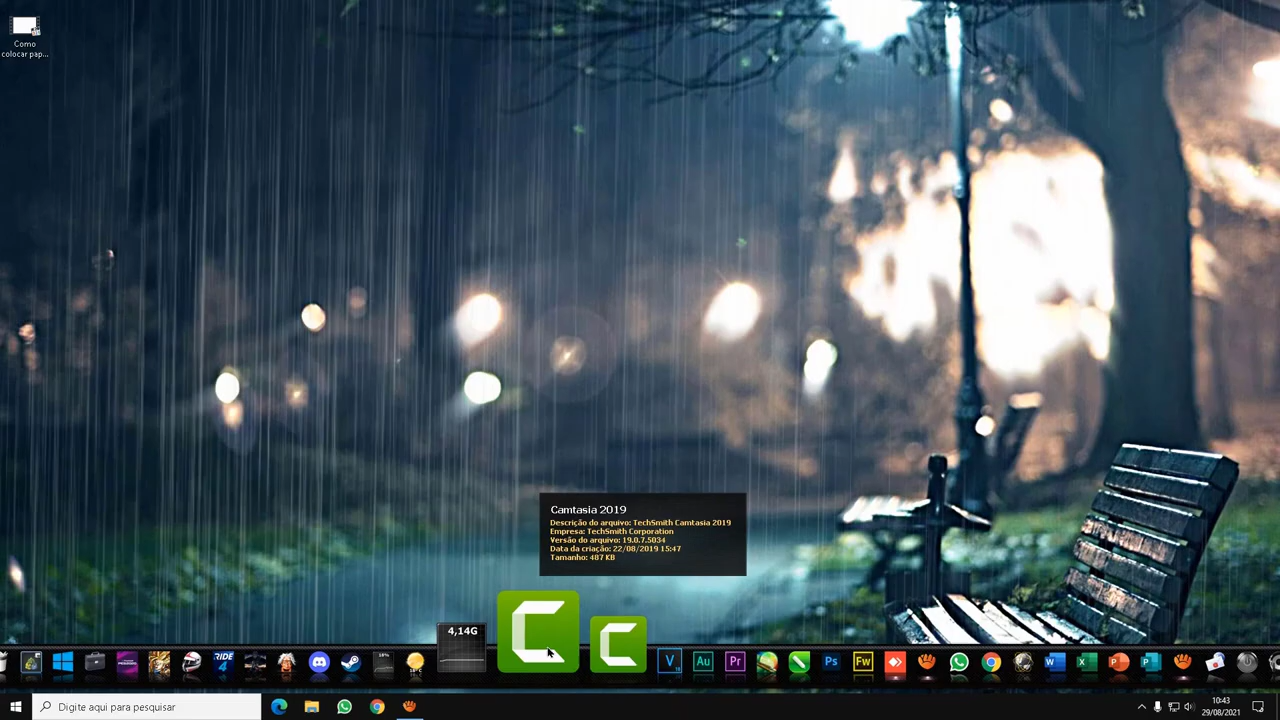 Como
colocar pap...
Camtasia 2019
Descrição do arquivo: TechSmith Camtasia 2019
Empresa: TechSmith Corporation
Versão do arquivo: 19.0.7.5034
Data da criação: 22/08/2019 15:47
Tamanho: 487 KB
4,14G
RIDE
18%
V
Au
Pr
Ps
Fw
Digite aqui para pesquisar
10:43
29/08/2021